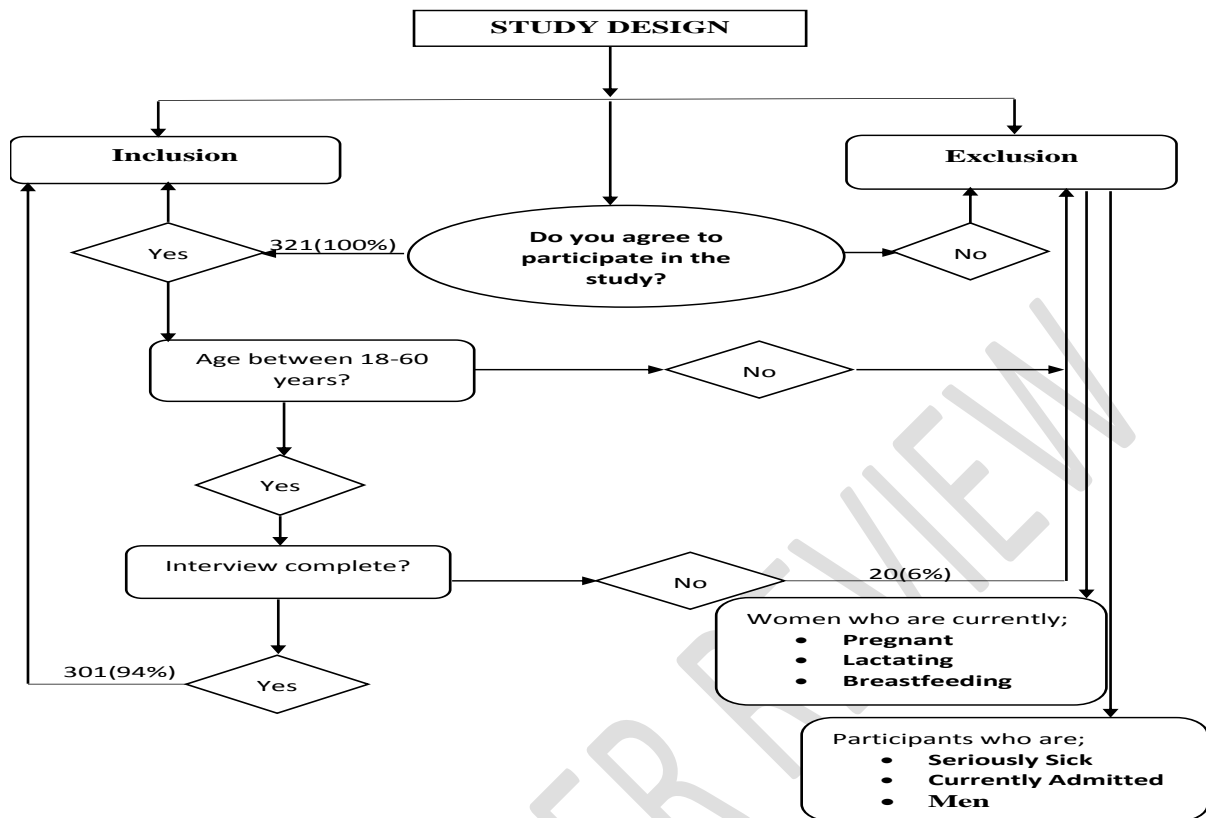 STUDY DESIGN
Inclusion
Exclusion
Yes
321(100%)
Do you agree to
participate in the
study?
No
Age between 18-60
years?
No
Yes
Interview complete?
No
20(6%)
301(94%)
Yes
Women who are currently;
• Pregnant
• Lactating
• Breastfeeding
Participants who are;
• Seriously Sick
• Currently Admitted
• Men
ER REVIEW